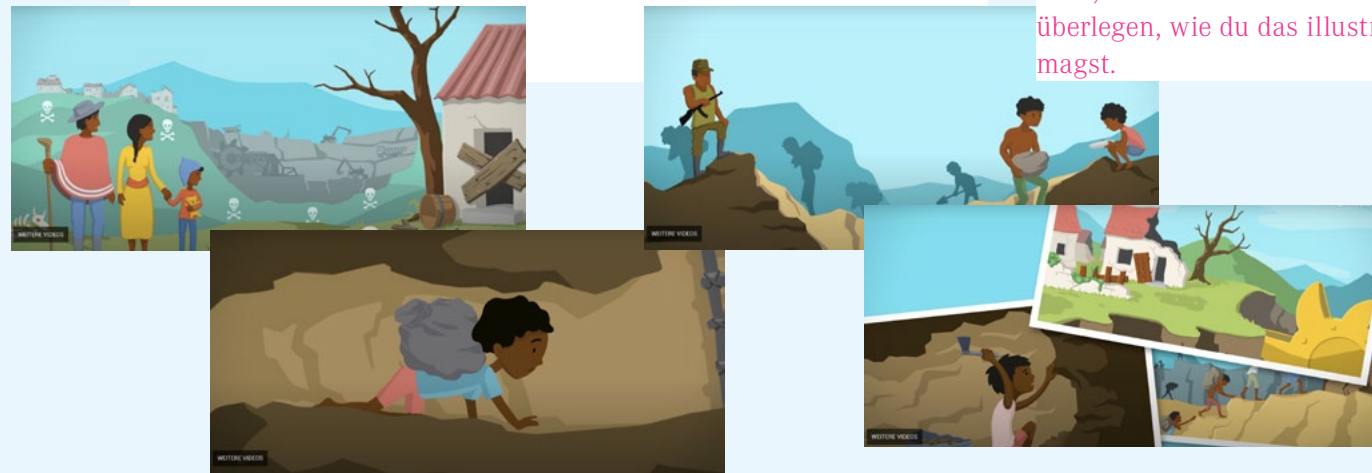 überlegen, wie du das illustr
magst.
WEITERE VIDEOS
WEITERE VIDEOS
WEITERE VIDEOS
WEITERE VIDEOS